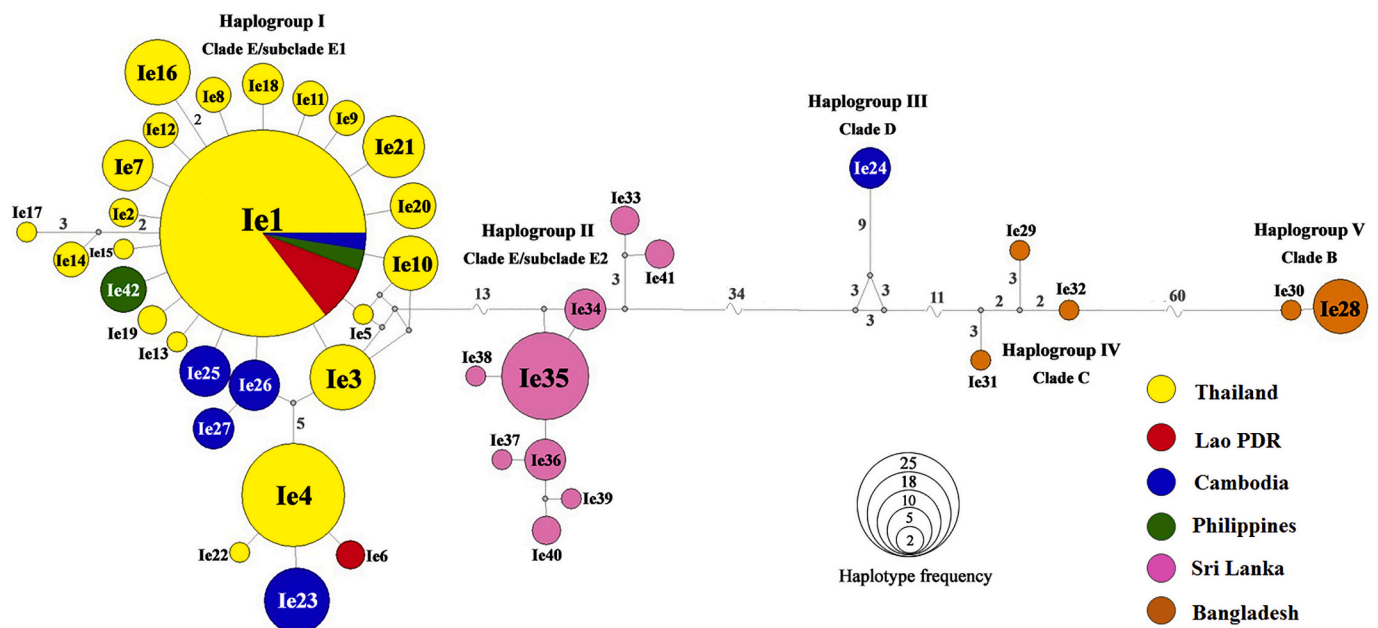 Haplogroup I
Clade E/subclade E1
Ie16
Ie8
Ie18
Ie11
Ie9
2
Ie12
Ie21
Ie7
Ie1
Ie2
Ie20
Ie17
3
2
Ie15
Ie14
Ie10
Ie42
Ie19
Ie13
Ie5
Ie25
Ie26
Ie3
Ie27
5
Ie4
Ie22
Ie6
Ie23
13
Haplogroup II
Clade E/subclade E2
Ie33
Ie41
3
Ie34
Ie38
Ie35
Ie37
Ie36
Ie39
Ie40
34
Haplogroup III
Clade D
Ie24
9
3
3
3
11
Ie29
3
2
2
Ie32
3
Ie31
Haplogroup IV
Clade C
60
Haplogroup V
Clade B
Ie30
Ie28
25
18
10
5
2
Haplotype frequency
Thailand
Lao PDR
Cambodia
Philippines
Sri Lanka
Bangladesh